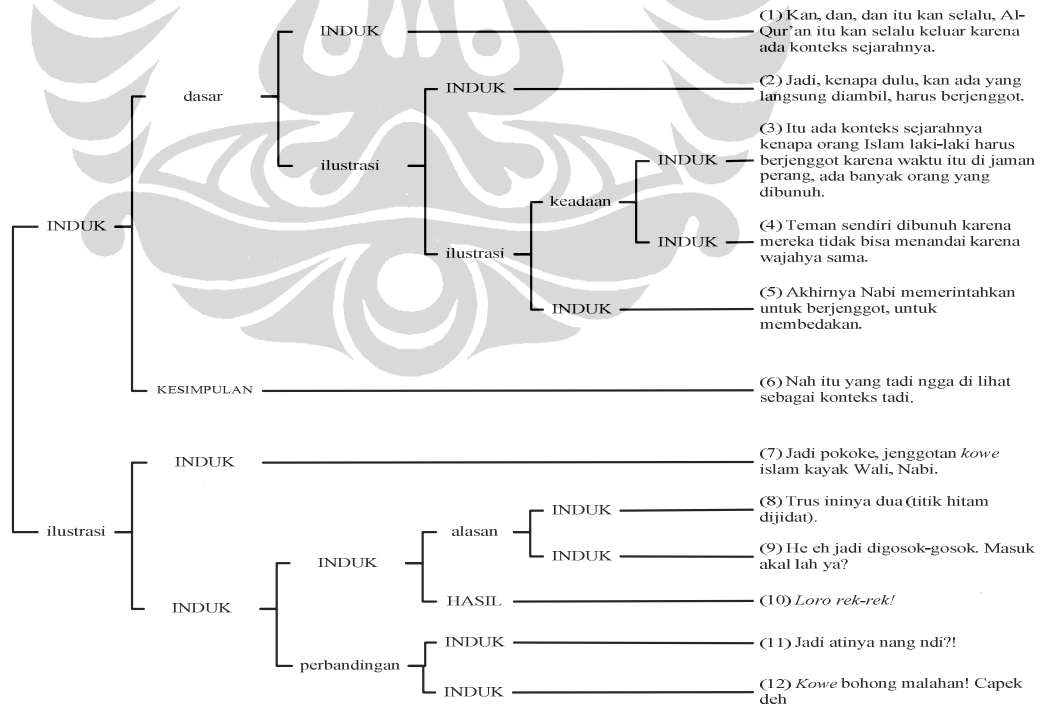 (1) Kan, dan, dan itu kan selalu, Al-
INDUK
Qur'an itu kan selalu keluar karena
ada konteks sejarahnya.
dasar
INDUK
(2) Jadi, kenapa dulu, kan ada yang
langsung diambil, harus berjenggot.
ilustrasi
(3) Itu ada konteks sejarahnya
kenapa orang Islam laki-laki harus
INDUK
berjenggot karena waktu itu di jaman
perang, ada banyak orang yang
dibunuh.
keadaan
INDUK
(4) Teman sendiri dibunuh karena
INDUK
mereka tidak bisa menandai karena
wajahya sama.
ilustrasi
(5) Akhirnya Nabi memerintahkan
INDUK
untuk berjenggot, untuk
membedakan.
KESIMPULAN
(6) Nah itu yang tadi ngga di lihat
sebagai konteks tadi.
INDUK
(7) Jadi pokoke, jenggotan kowe
islam kayak Wali, Nabi.
ilustrasi
alasan
INDUK
(8) Trus ininya dua (titik hitam
dijidat).
INDUK
INDUK
(9) He eh jadi digosok-gosok. Masuk
akal lah ya?
INDUK
HASIL
(10) Loro rek-rek!
perbandingan
INDUK
(11) Jadi atinya nang ndi?!
INDUK
(12) Kowe bohong malahan! Capek
deh